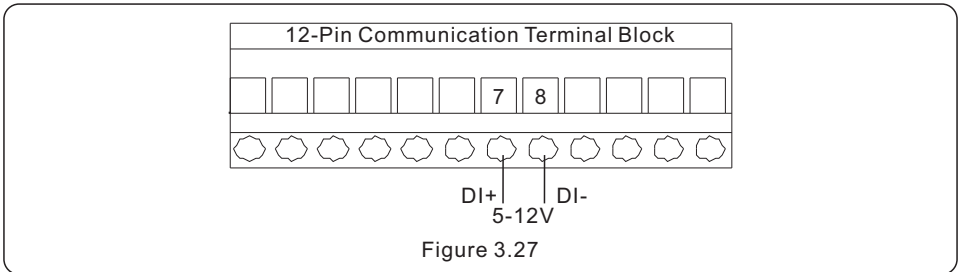 12-Pin Communication Terminal Block
7 8
DI+ DI-
5-12V
Figure 3.27